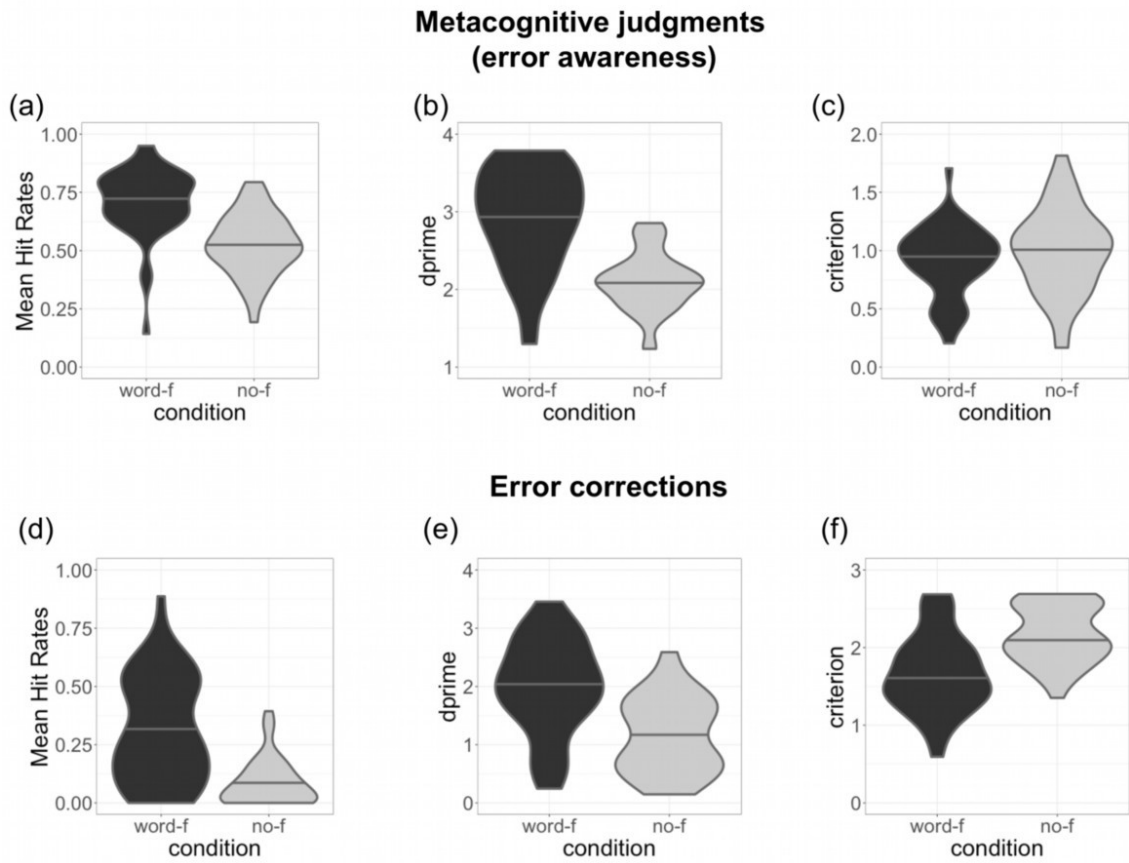 Metacognitive judgments
(error awareness)
(a)
(b)
(c)
1.00
0.75
0.50
0.25
0.00
Mean Hit Rates
word-f no-f
condition
4
3
2
1
dprime
word-f no-f
condition
2.0
1.5
1.0
0.5
0.0
criterion
word-f no-f
condition
Error corrections
(d)
(e)
(f)
1.00
0.75
0.50
0.25
0.00
Mean Hit Rates
word-f no-f
condition
4
3
2
1
0
dprime
word-f no-f
condition
3
2
1
0
criterion
word-f no-f
condition